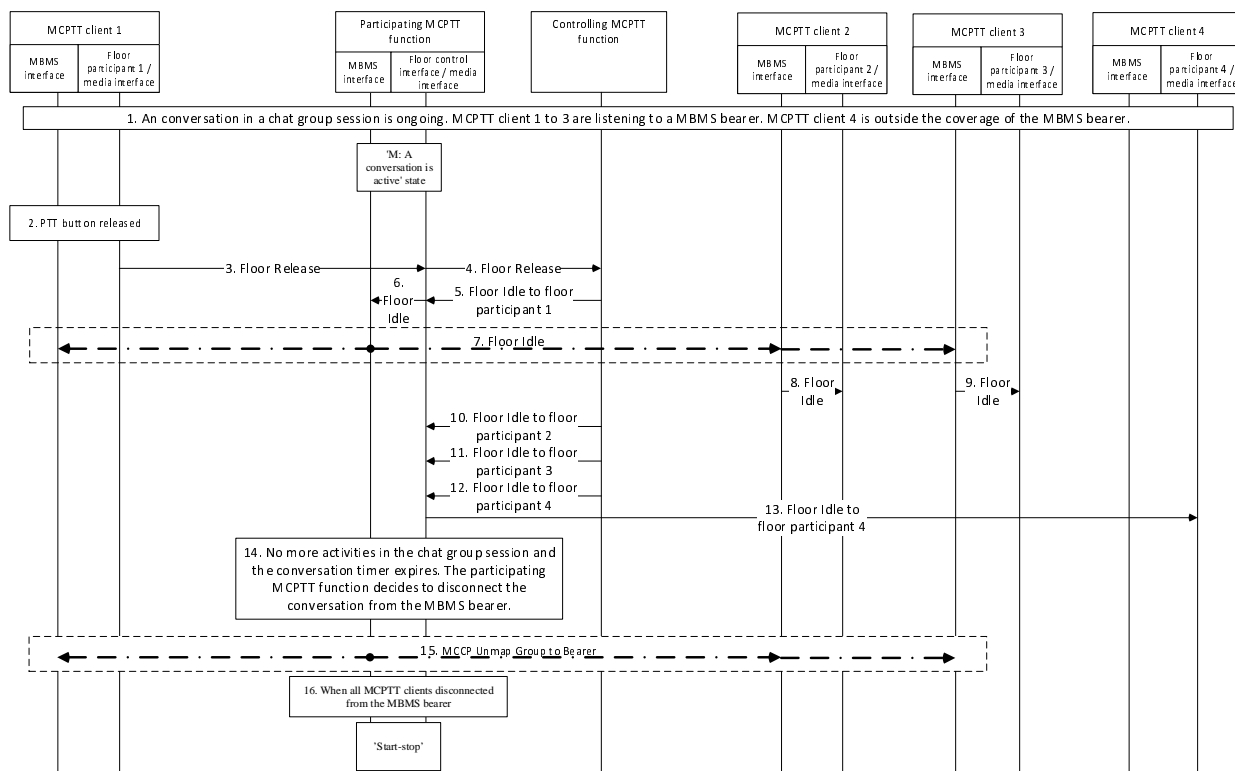 MCPTT client 1
MBMS
interface
Floor
participant 1 /
media interface
Participating MCPTT
function
MBMS
interface
Floor control
interface / media
interface
Controlling MCPTT
function
MCPTT client 2
MBMS
interface
Floor
participant 2 /
media interface
MCPTT client 3
MBMS
interface
Floor
participant 3 /
media interface
MCPTT client 4
MBMS
interface
Floor
participant 4 /
media interface
1. An conversation in a chat group session is ongoing. MCPTT client 1 to 3 are listening to a MBMS bearer. MCPTT client 4 is outside the coverage of the MBMS bearer.
'M: A
conversation is
active' state
2. PTT button released
3. Floor Release
4. Floor Release
5. Floor Idle to floor
participant 1
6.
Floor
Idle
7. Floor Idle
8. Floor
Idle
9. Floor
Idle
10. Floor Idle to floor
participant 2
11. Floor Idle to floor
participant 3
12. Floor Idle to floor
participant 4
13. Floor Idle to
floor participant 4
14. No more activities in the chat group session and
the conversation timer expires. The participating
MCPTT function decides to disconnect the
conversation from the MBMS bearer.
15. MCCP Unmap Group to Bearer
16. When all MCPTT clients disconnected
from the MBMS bearer
'Start-stop'